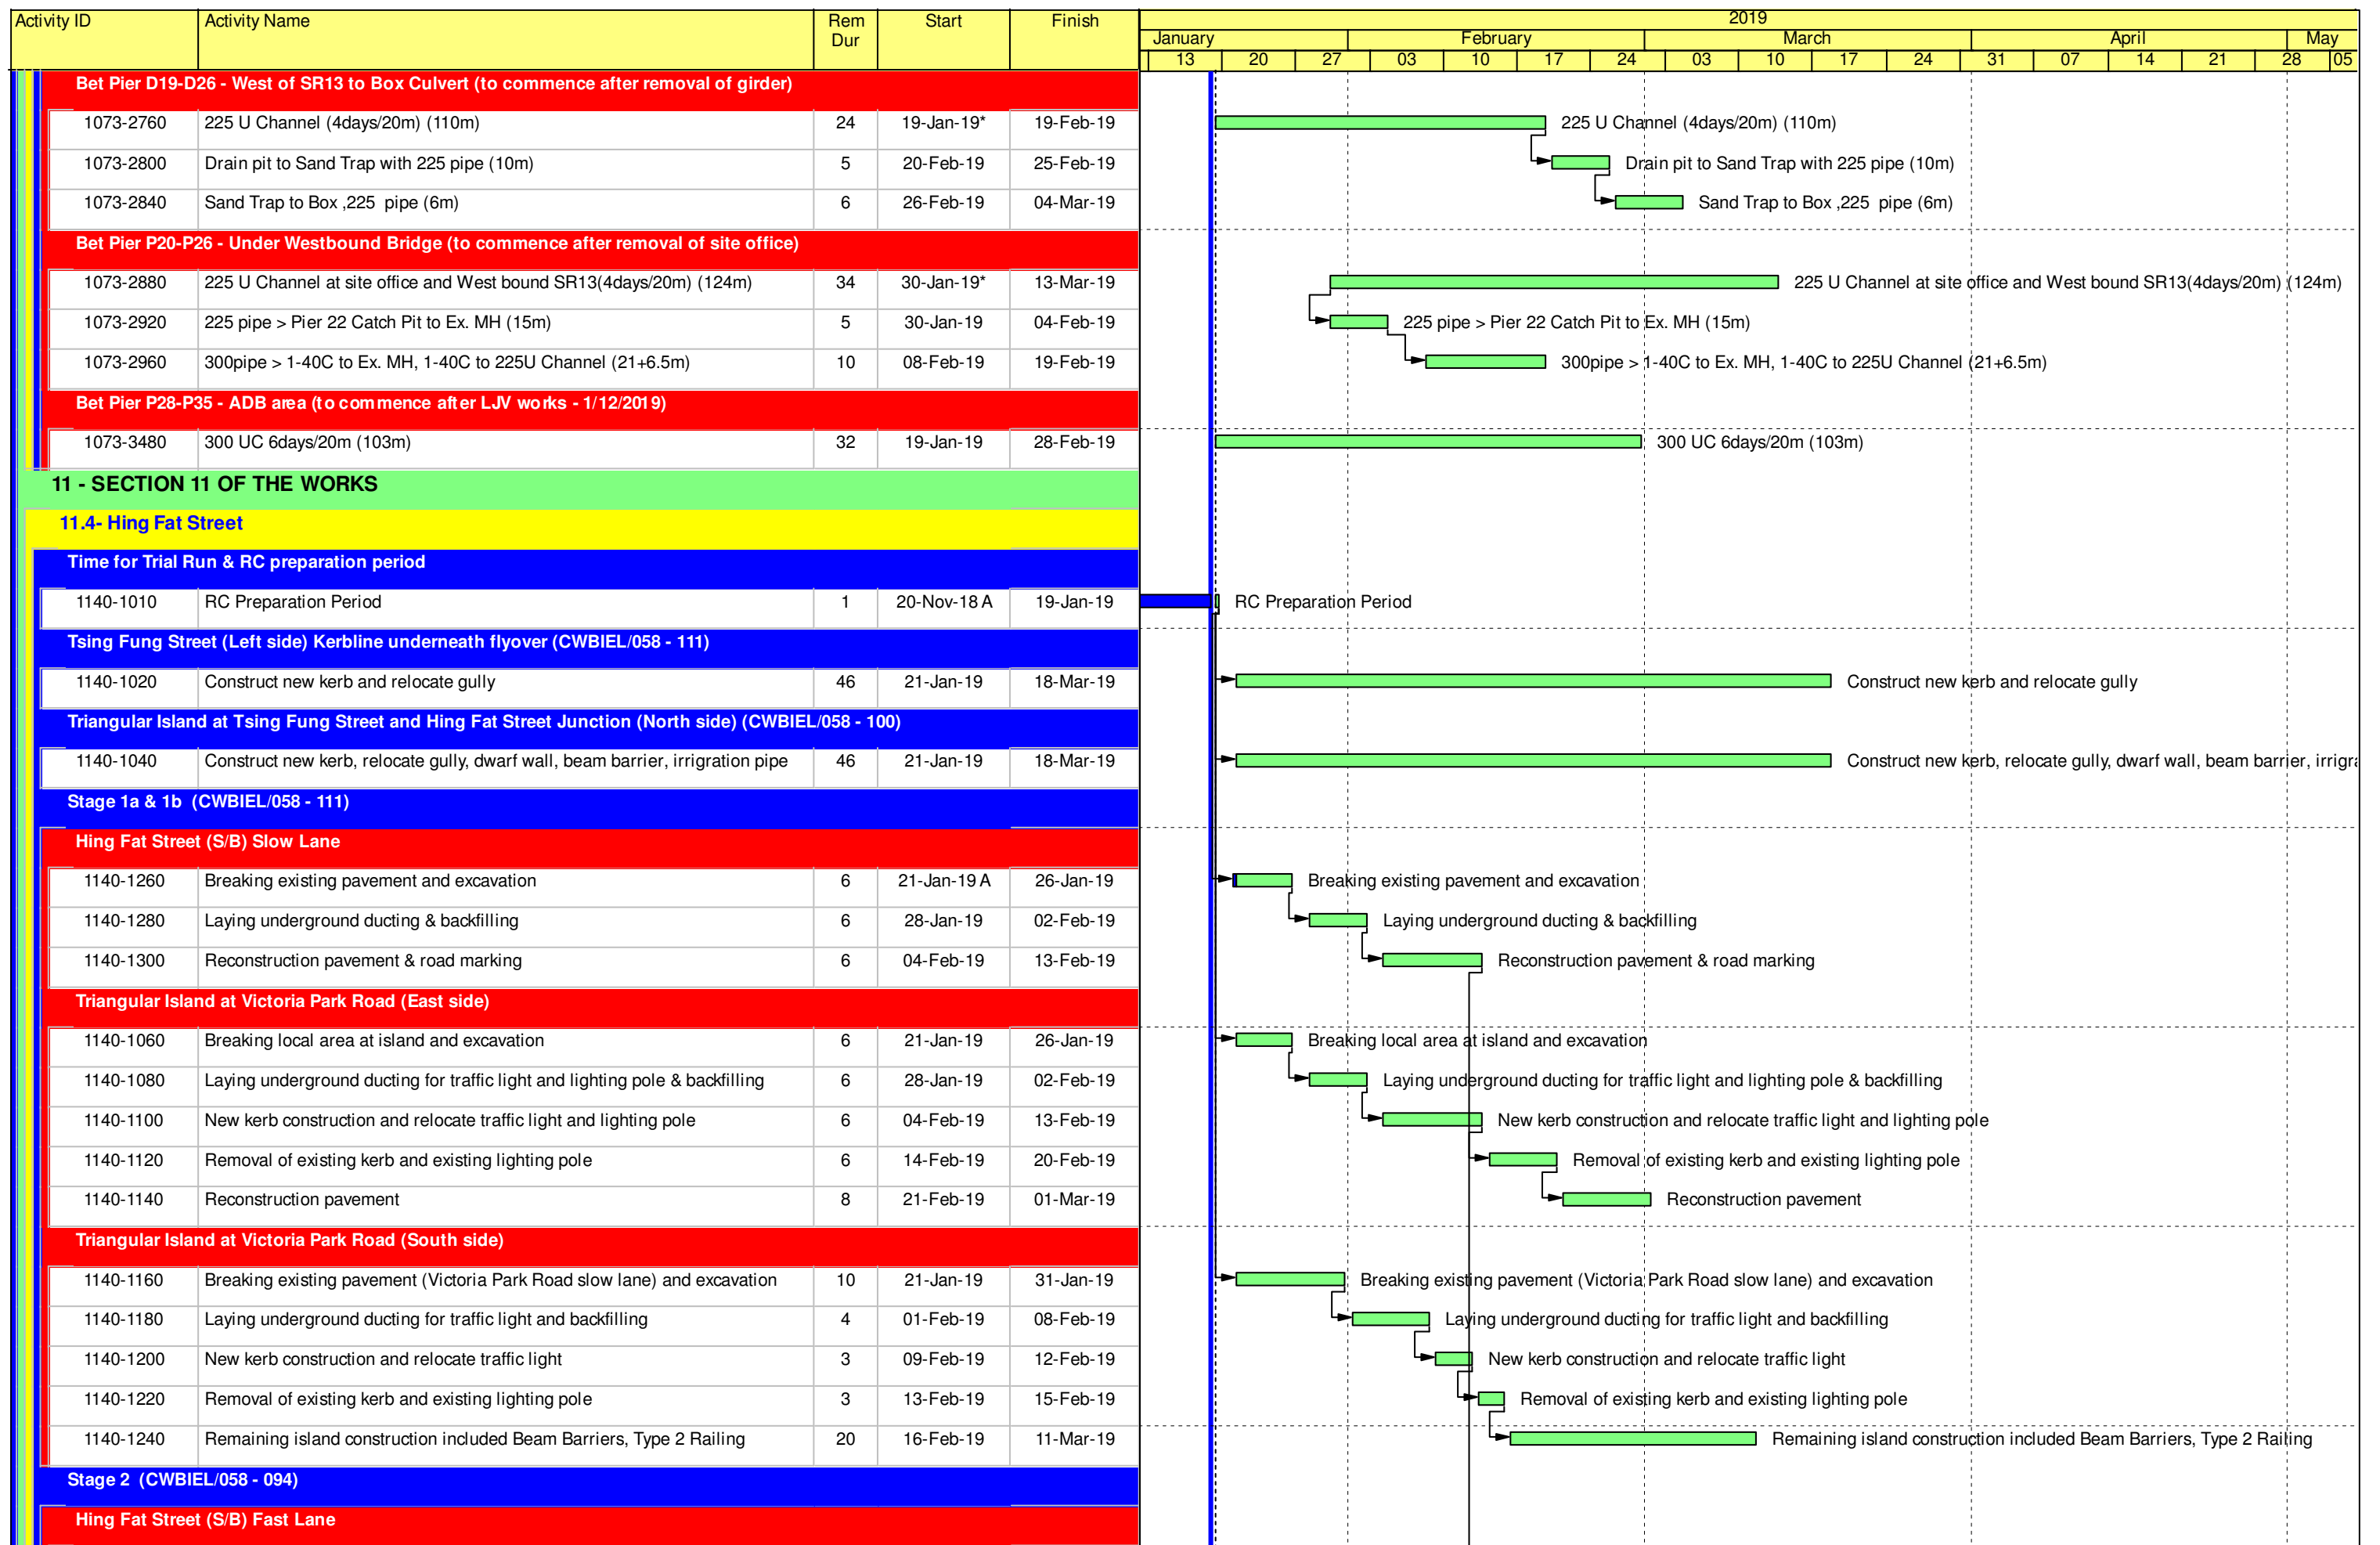 Activity ID Activity Name Rem Dur Start Finish 2019
January February March April May
13 20 27 03 10 17 24 03 10 17 24 31 07 14 21 28 05
Bet Pier D19-D26 - West of SR13 to Box Culvert (to commence after removal of girder)
1073-2760 225 U Channel (4days/20m) (110m) 24 19-Jan-19* 19-Feb-19 225 U Channel (4days/20m) (110m)
1073-2800 Drain pit to Sand Trap with 225 pipe (10m) 5 20-Feb-19 25-Feb-19 Drain pit to Sand Trap with 225 pipe (10m)
1073-2840 Sand Trap to Box ,225 pipe (6m) 6 26-Feb-19 04-Mar-19 Sand Trap to Box ,225 pipe (6m)
Bet Pier P20-P26 - Under Westbound Bridge (to commence after removal of site office)
1073-2880 225 U Channel at site office and West bound SR13(4days/20m) (124m) 34 30-Jan-19* 13-Mar-19 225 U Channel at site office and West bound SR13(4days/20m) (124m)
1073-2920 225 pipe > Pier 22 Catch Pit to Ex. MH (15m) 5 30-Jan-19 04-Feb-19 225 pipe > Pier 22 Catch Pit to Ex. MH (15m)
1073-2960 300pipe > 1-40C to Ex. MH, 1-40C to 225U Channel (21+6.5m) 10 08-Feb-19 19-Feb-19 300pipe > 1-40C to Ex. MH, 1-40C to 225U Channel (21+6.5m)
Bet Pier P28-P35 - ADB area (to commence after LJV works - 1/12/2019)
1073-3480 300 UC 6days/20m (103m) 32 19-Jan-19 28-Feb-19 300 UC 6days/20m (103m)
11 - SECTION 11 OF THE WORKS
11.4- Hing Fat Street
Time for Trial Run & RC preparation period
1140-1010 RC Preparation Period 1 20-Nov-18 A 19-Jan-19 RC Preparation Period
Tsing Fung Street (Left side) Kerbline underneath flyover (CWBIEL/058 - 111)
1140-1020 Construct new kerb and relocate gully 46 21-Jan-19 18-Mar-19 Construct new kerb and relocate gully
Triangular Island at Tsing Fung Street and Hing Fat Street Junction (North side) (CWBIEL/058 - 100)
1140-1040 Construct new kerb, relocate gully, dwarf wall, beam barrier, irrigration pipe 46 21-Jan-19 18-Mar-19 Construct new kerb, relocate gully, dwarf wall, beam barrier, irrigra
Stage 1a & 1b (CWBIEL/058 - 111)
Hing Fat Street (S/B) Slow Lane
1140-1260 Breaking existing pavement and excavation 6 21-Jan-19 A 26-Jan-19 Breaking existing pavement and excavation
1140-1280 Laying underground ducting & backfilling 6 28-Jan-19 02-Feb-19 Laying underground ducting & backfilling
1140-1300 Reconstruction pavement & road marking 6 04-Feb-19 13-Feb-19 Reconstruction pavement & road marking
Triangular Island at Victoria Park Road (East side)
1140-1060 Breaking local area at island and excavation 6 21-Jan-19 26-Jan-19 Breaking local area at island and excavation
1140-1080 Laying underground ducting for traffic light and lighting pole & backfilling 6 28-Jan-19 02-Feb-19 Laying underground ducting for traffic light and lighting pole & backfilling
1140-1100 New kerb construction and relocate traffic light and lighting pole 6 04-Feb-19 13-Feb-19 New kerb construction and relocate traffic light and lighting pole
1140-1120 Removal of existing kerb and existing lighting pole 6 14-Feb-19 20-Feb-19 Removal of existing kerb and existing lighting pole
1140-1140 Reconstruction pavement 8 21-Feb-19 01-Mar-19 Reconstruction pavement
Triangular Island at Victoria Park Road (South side)
1140-1160 Breaking existing pavement (Victoria Park Road slow lane) and excavation 10 21-Jan-19 31-Jan-19 Breaking existing pavement (Victoria Park Road slow lane) and excavation
1140-1180 Laying underground ducting for traffic light and backfilling 4 01-Feb-19 08-Feb-19 Laying underground ducting for traffic light and backfilling
1140-1200 New kerb construction and relocate traffic light 3 09-Feb-19 12-Feb-19 New kerb construction and relocate traffic light
1140-1220 Removal of existing kerb and existing lighting pole 3 13-Feb-19 15-Feb-19 Removal of existing kerb and existing lighting pole
1140-1240 Remaining island construction included Beam Barriers, Type 2 Railing 20 16-Feb-19 11-Mar-19 Remaining island construction included Beam Barriers, Type 2 Railing
Stage 2 (CWBIEL/058 - 094)
Hing Fat Street (S/B) Fast Lane